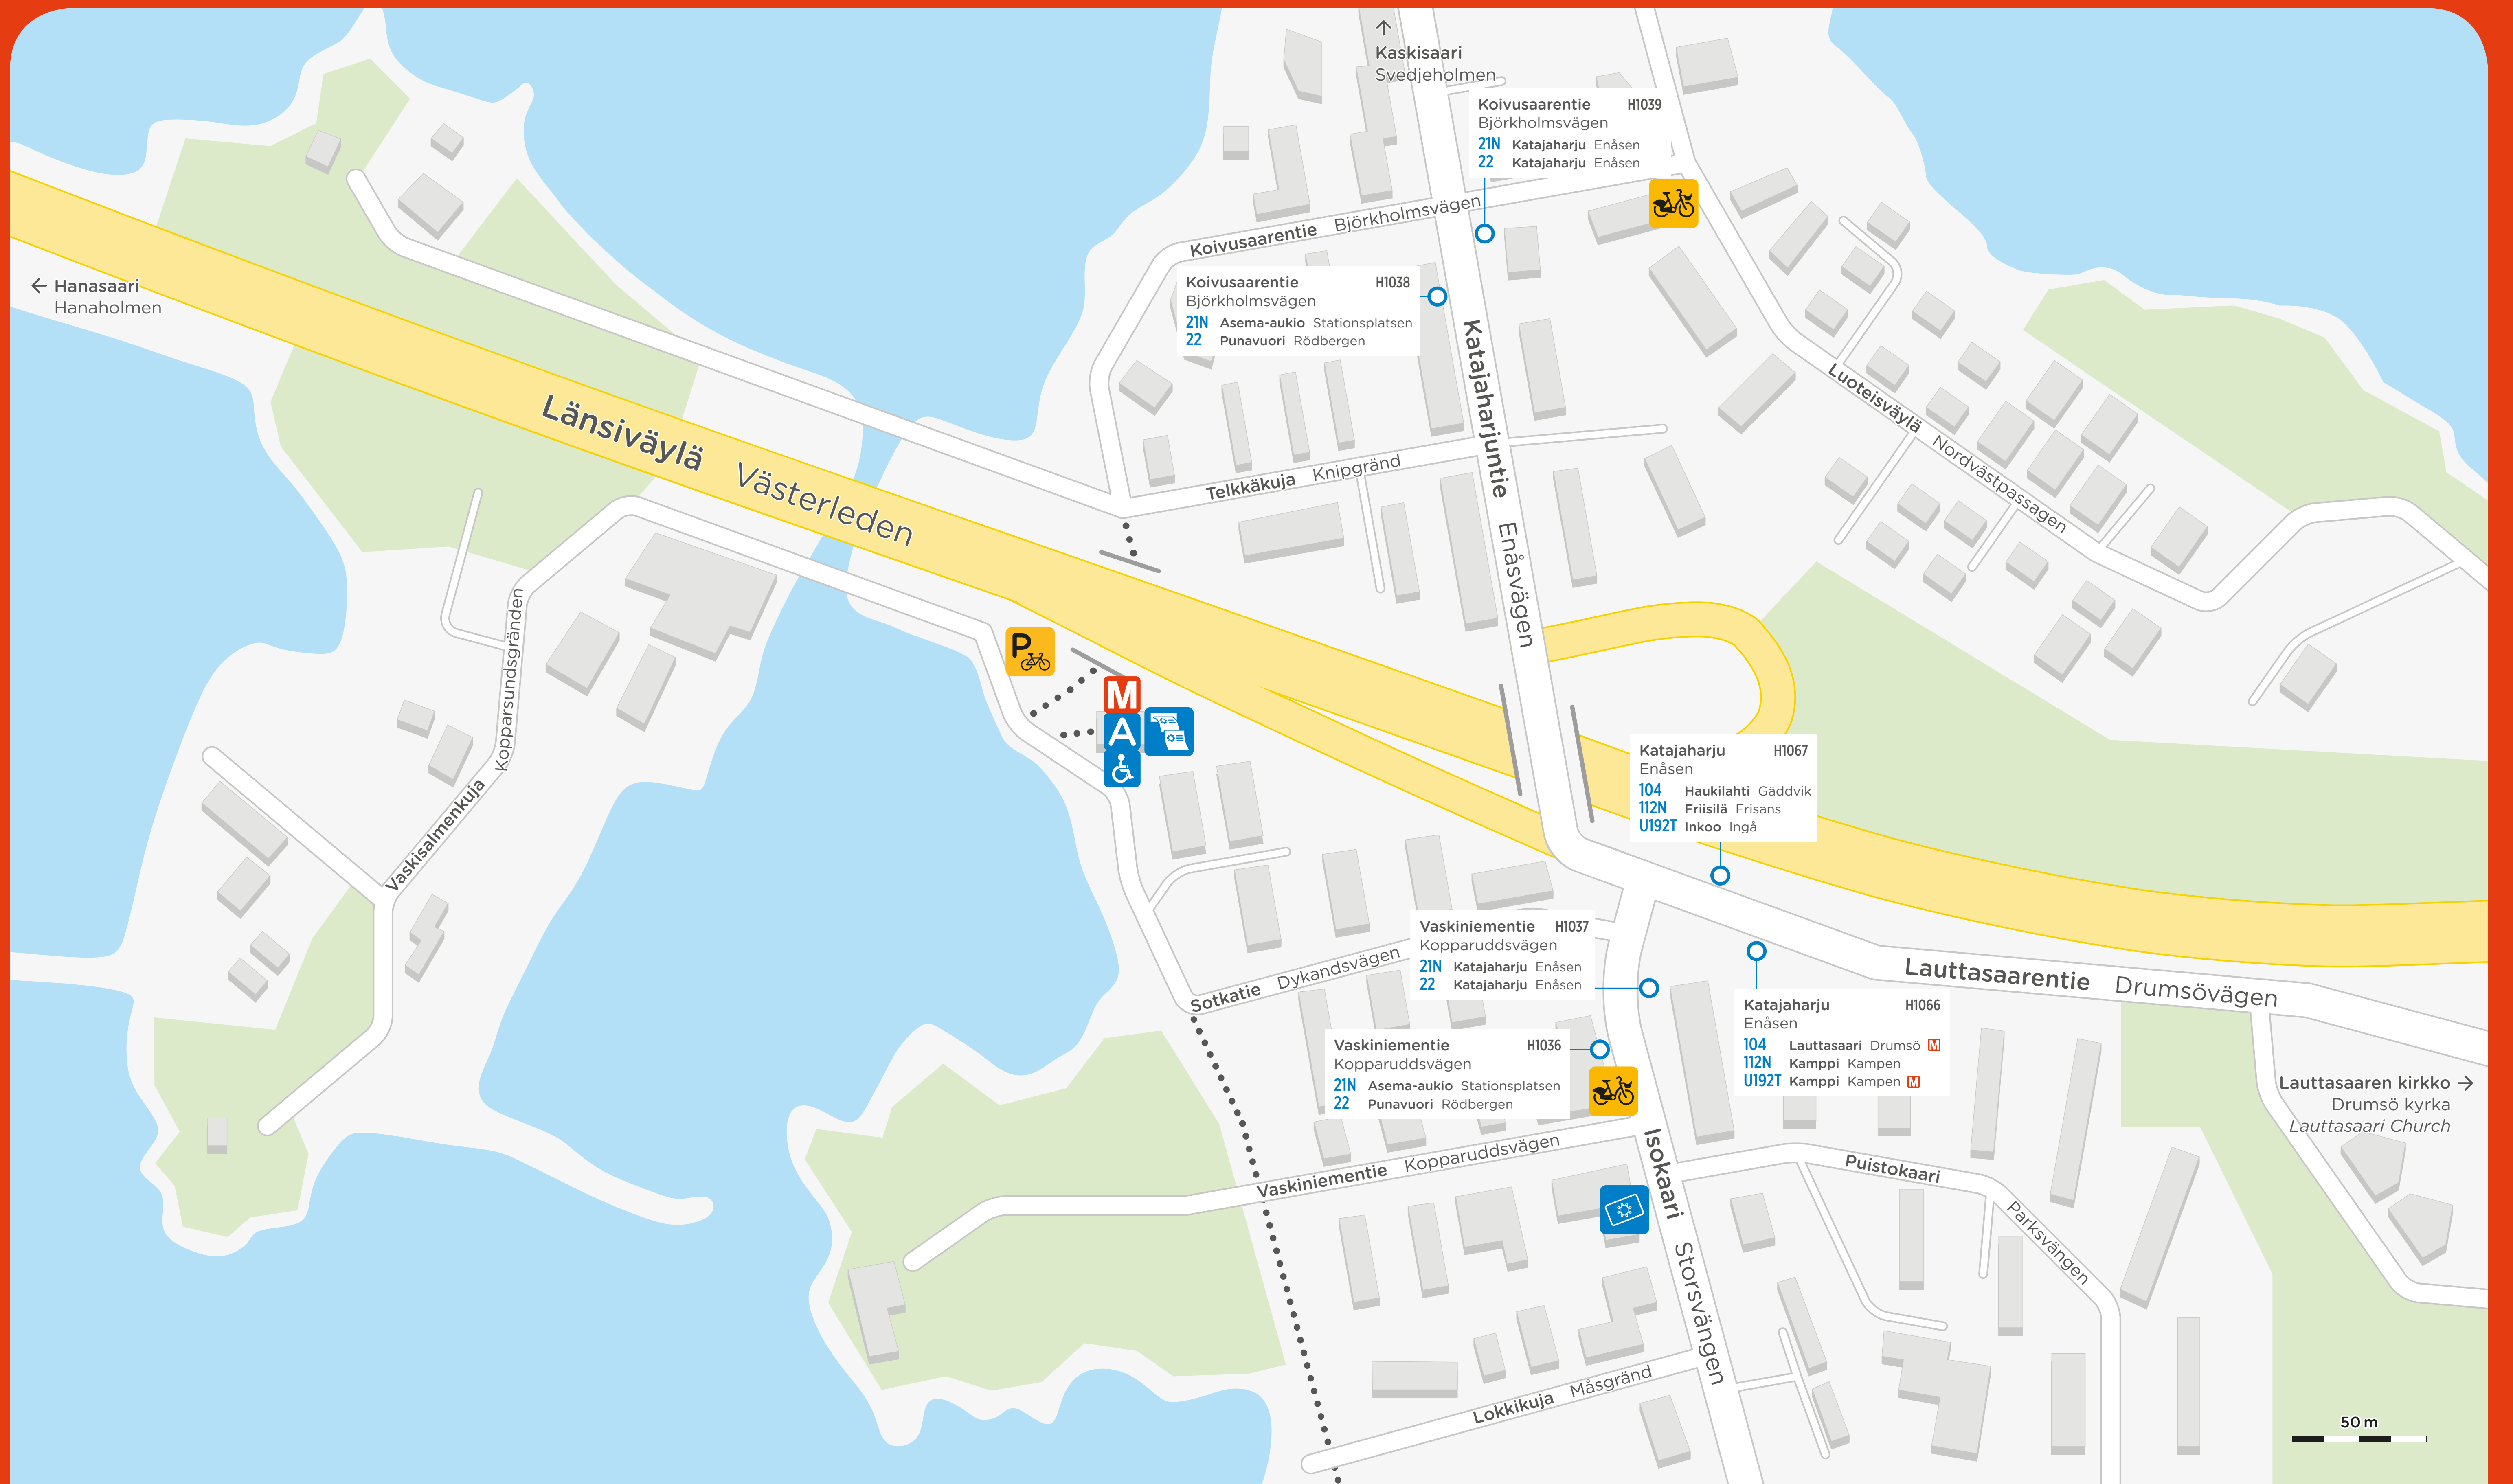 ↑
Kaskisaari
Svedjeholmen
Koivusaarentie H1039
Björkholmsvägen
21N Katajaharju Enåsen
22 Katajaharju Enåsen
Koivusaarentie Björkholmsvägen
← Hanasaari
Hanaholmen
Koivusaarentie H1038
Björkholmsvägen
21N Asema-aukio Stationsplatsen
22 Punavuori Rödbergen
Katajaharjuntie Enåsvägen
Länsiväylä Västerleden
Telkkäkuja Knipgränd
Luoteisväylä Nordvästpassagen
P
M
A
Vaskisalmenkuja Kopparsundsgränden
Katajaharju H1067
Enåsen
104 Haukilahti Gäddvik
112N Friisilä Frisans
U192T Inkoo Ingå
Vaskiniementie H1037
Kopparuddsvägen
21N Katajaharju Enåsen
22 Katajaharju Enåsen
Sotkatie Dykandsvägen
Lauttasaarentie Drumsövägen
Katajaharju H1066
Enåsen
104 Lauttasaari Drumsö M
112N Kamppi Kampen
U192T Kamppi Kampen M
Vaskiniementie H1036
Kopparuddsvägen
21N Asema-aukio Stationsplatsen
22 Punavuori Rödbergen
Lauttasaaren kirkko →
Drumsö kyrka
Lauttasaari Church
Vaskiniementie Kopparuddsvägen
Isokaari Storsvängen
Puistokaari Parksvängen
Lokkikuja Måsgränd
50 m